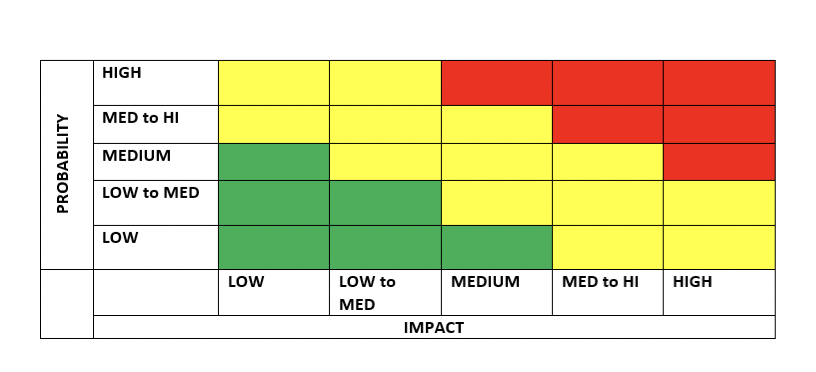 PROBABILITY
HIGH
MED to HI
MEDIUM
LOW to MED
LOW
LOW
LOW to
MED
MEDIUM
MED to HI
HIGH
IMPACT